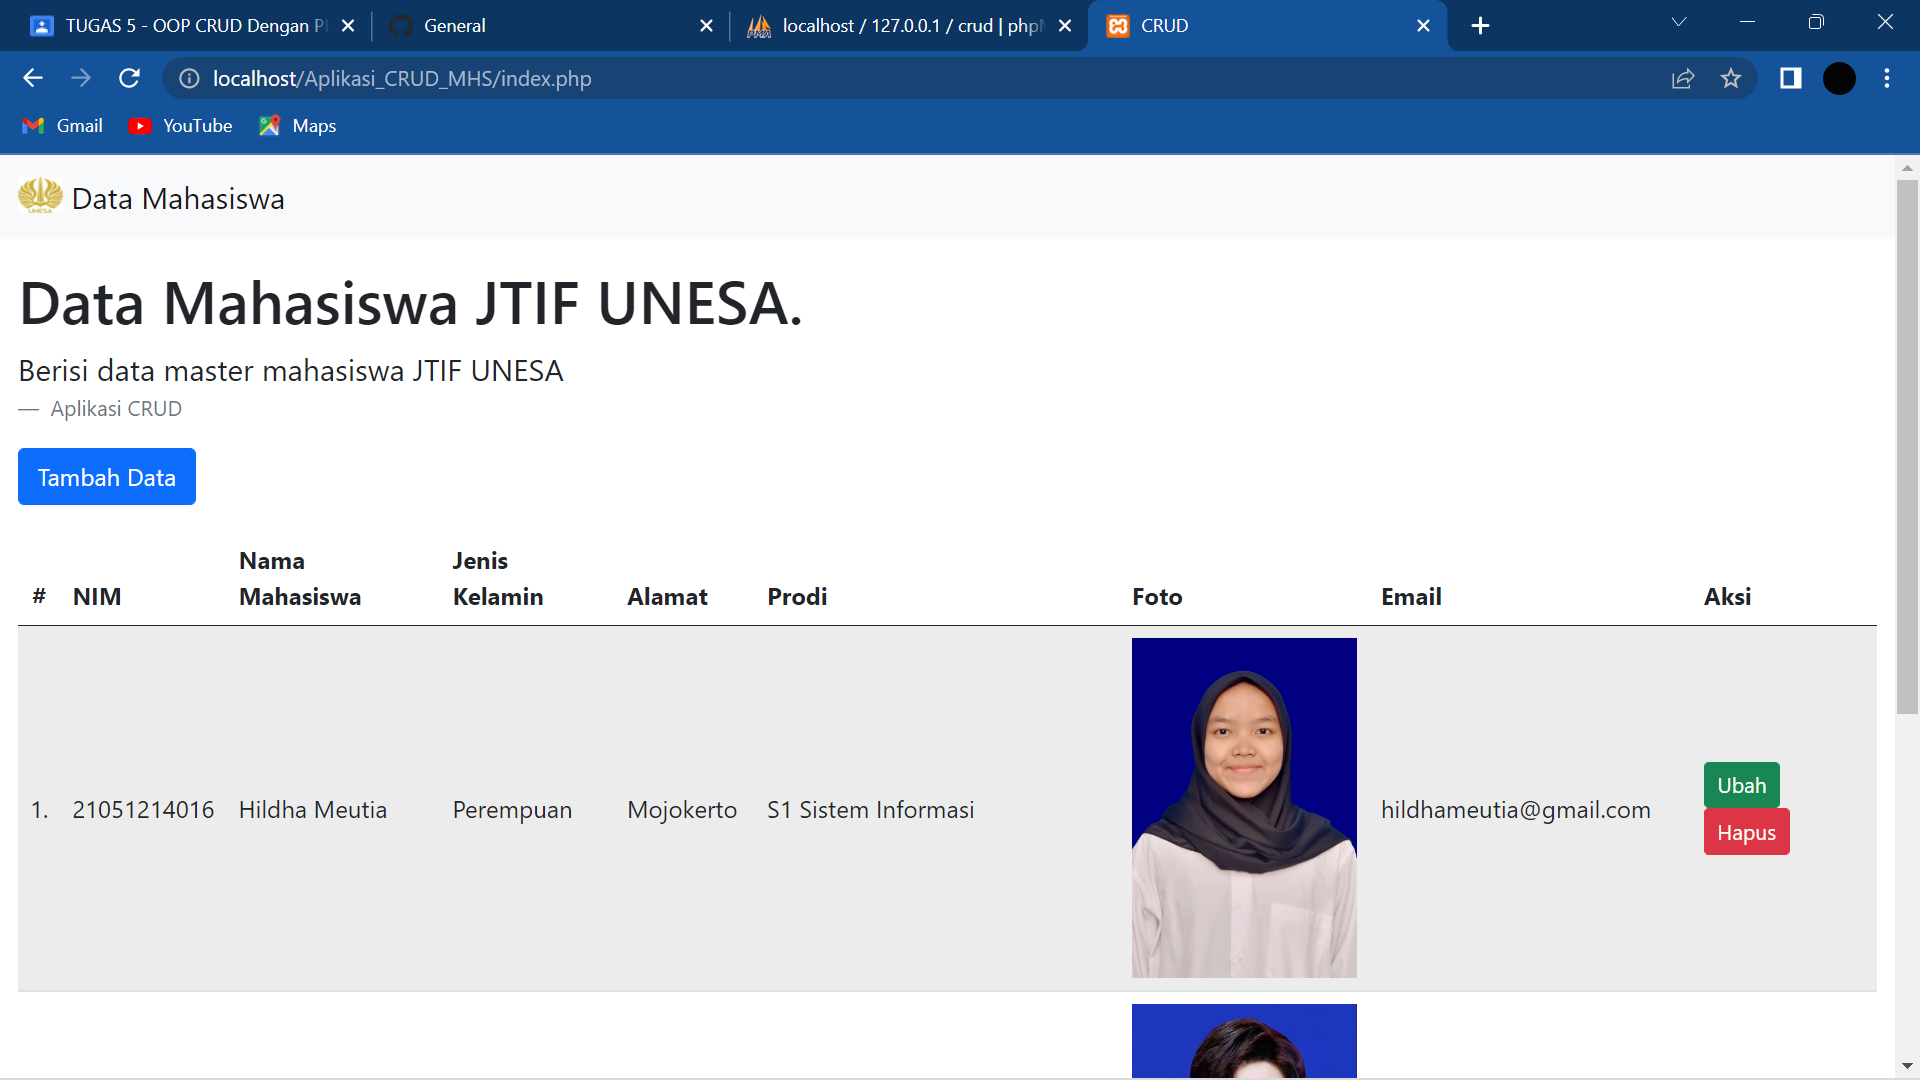 TUGAS 5 - OOP CRUD Dengan P
General
localhost / 127.0.0.1 / crud | php
CRUD
localhost/Aplikasi_CRUD_MHS/index.php
Gmail YouTube Maps
UNESA
Data Mahasiswa
Data Mahasiswa JTIF UNESA.
Berisi data master mahasiswa JTIF UNESA
— Aplikasi CRUD
Tambah Data
# NIM Nama Mahasiswa Jenis Kelamin Alamat Prodi Foto Email Aksi
1. 21051214016 Hildha Meutia Perempuan Mojokerto S1 Sistem Informasi hildhameutia@gmail.com Ubah
Hapus